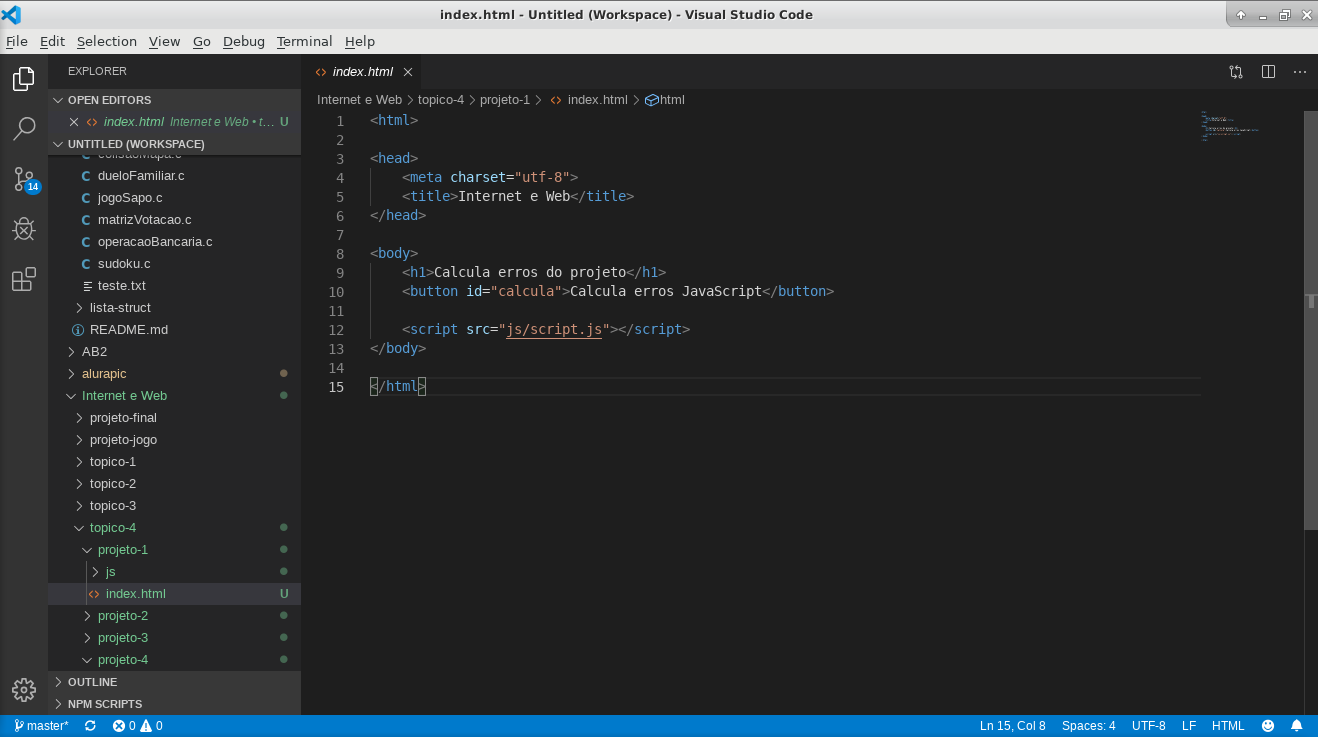 index.html - Untitled (Workspace) - Visual Studio Code
File Edit Selection View Go Debug Terminal Help
EXPLORER
OPEN EDITORS
index.html Internet e Web • t... U
UNTITLED (WORKSPACE)
colisaoMapa.c
dueloFamiliar.c
jogoSapo.c
matrizVotacao.c
operacaoBancaria.c
sudoku.c
teste.txt
lista-struct
README.md
AB2
alurapic
Internet e Web
projeto-final
projeto-jogo
topico-1
topico-2
topico-3
topico-4
projeto-1
js
index.html U
projeto-2
projeto-3
projeto-4
OUTLINE
NPM SCRIPTS
14
index.html
Internet e Web > topico-4 > projeto-1 > index.html > html
1 <html>
2
3 <head>
4 <meta charset="utf-8">
5 <title>Internet e Web</title>
6 </head>
7
8 <body>
9 <h1>Calcula erros do projeto</h1>
10 <button id="calcula">Calcula erros JavaScript</button>
11
12 <script src="js/script.js"></script>
13 </body>
14
15 </html>
master* 0 0 Ln 15, Col 8 Spaces: 4 UTF-8 LF HTML